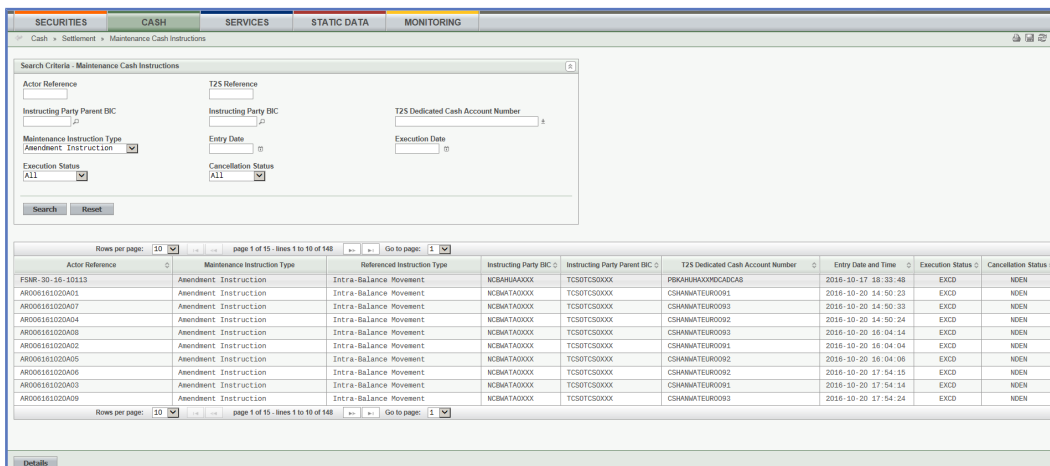 SECURITIES CASH SERVICES STATIC DATA MONITORING
Cash » Settlement » Maintenance Cash Instructions
Search Criteria - Maintenance Cash Instructions
Actor Reference T2S Reference
Instructing Party Parent BIC Instructing Party BIC T2S Dedicated Cash Account Number
Maintenance Instruction Type Entry Date Execution Date
Amendment Instruction
Execution Status Cancellation Status
All All
Search Reset
Rows per page: 10 page 1 of 15 - lines 1 to 10 of 148 Go to page: 1
Actor Reference Maintenance Instruction Type Referenced Instruction Type Instructing Party BIC Instructing Party Parent BIC T2S Dedicated Cash Account Number Entry Date and Time Execution Status Cancellation Status
FSNR-30-16-10113 Amendment Instruction Intra-Balance Movement NCBAHUAAXXX TCSOTCSOXXX PBKAHUHAXXMDCADCA8 2016-10-17 18:33:48 EXCD NDEN
AR006161020A01 Amendment Instruction Intra-Balance Movement NCBWATAOXXX TCSOTCSOXXX CSHANWATEUR0091 2016-10-20 14:50:23 EXCD NDEN
AR006161020A07 Amendment Instruction Intra-Balance Movement NCBWATAOXXX TCSOTCSOXXX CSHANWATEUR0093 2016-10-20 14:50:33 EXCD NDEN
AR006161020A04 Amendment Instruction Intra-Balance Movement NCBWATAOXXX TCSOTCSOXXX CSHANWATEUR0092 2016-10-20 14:50:24 EXCD NDEN
AR006161020A08 Amendment Instruction Intra-Balance Movement NCBWATAOXXX TCSOTCSOXXX CSHANWATEUR0093 2016-10-20 16:04:14 EXCD NDEN
AR006161020A02 Amendment Instruction Intra-Balance Movement NCBWATAOXXX TCSOTCSOXXX CSHANWATEUR0091 2016-10-20 16:04:04 EXCD NDEN
AR006161020A05 Amendment Instruction Intra-Balance Movement NCBWATAOXXX TCSOTCSOXXX CSHANWATEUR0092 2016-10-20 16:04:06 EXCD NDEN
AR006161020A06 Amendment Instruction Intra-Balance Movement NCBWATAOXXX TCSOTCSOXXX CSHANWATEUR0092 2016-10-20 17:54:15 EXCD NDEN
AR006161020A03 Amendment Instruction Intra-Balance Movement NCBWATAOXXX TCSOTCSOXXX CSHANWATEUR0091 2016-10-20 17:54:14 EXCD NDEN
AR006161020A09 Amendment Instruction Intra-Balance Movement NCBWATAOXXX TCSOTCSOXXX CSHANWATEUR0093 2016-10-20 17:54:24 EXCD NDEN
Rows per page: 10 page 1 of 15 - lines 1 to 10 of 148 Go to page: 1
Details